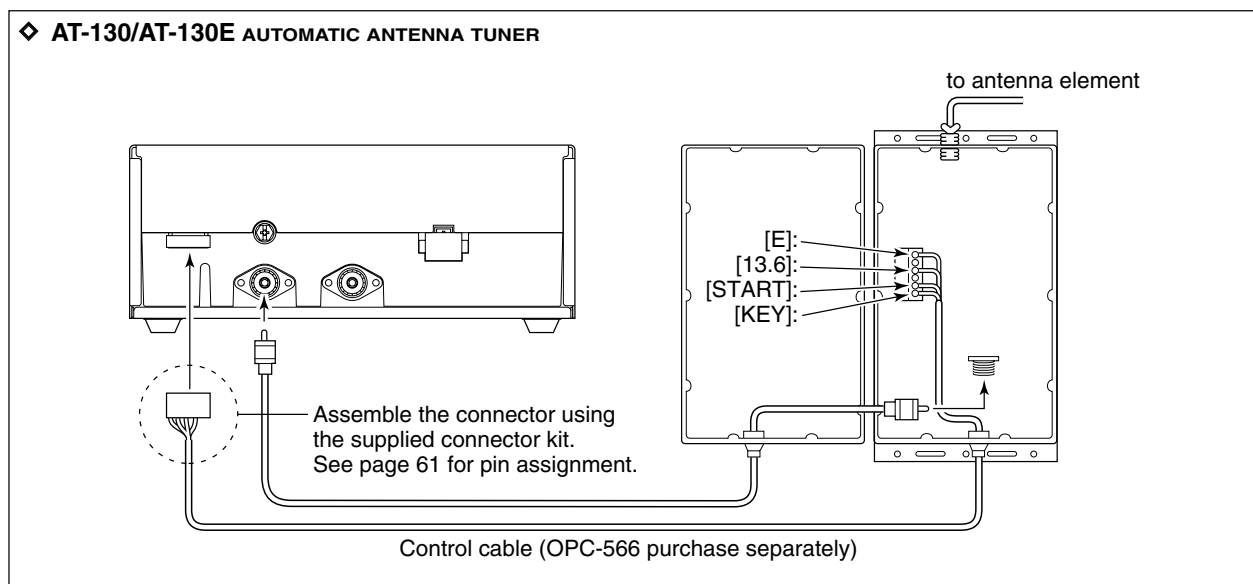 ◇ AT-130/AT-130E AUTOMATIC ANTENNA TUNER
to antenna element
[E]:
[13.6]:
[START]:
[KEY]:
Assemble the connector using
the supplied connector kit.
See page 61 for pin assignment.
Control cable (OPC-566 purchase separately)